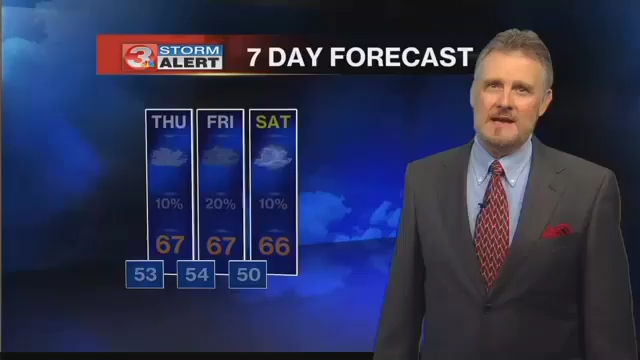 3 STORM ALERT 7 DAY FORECAST
THU FRI SAT
10% 20% 10%
67 67 66
53 54 50